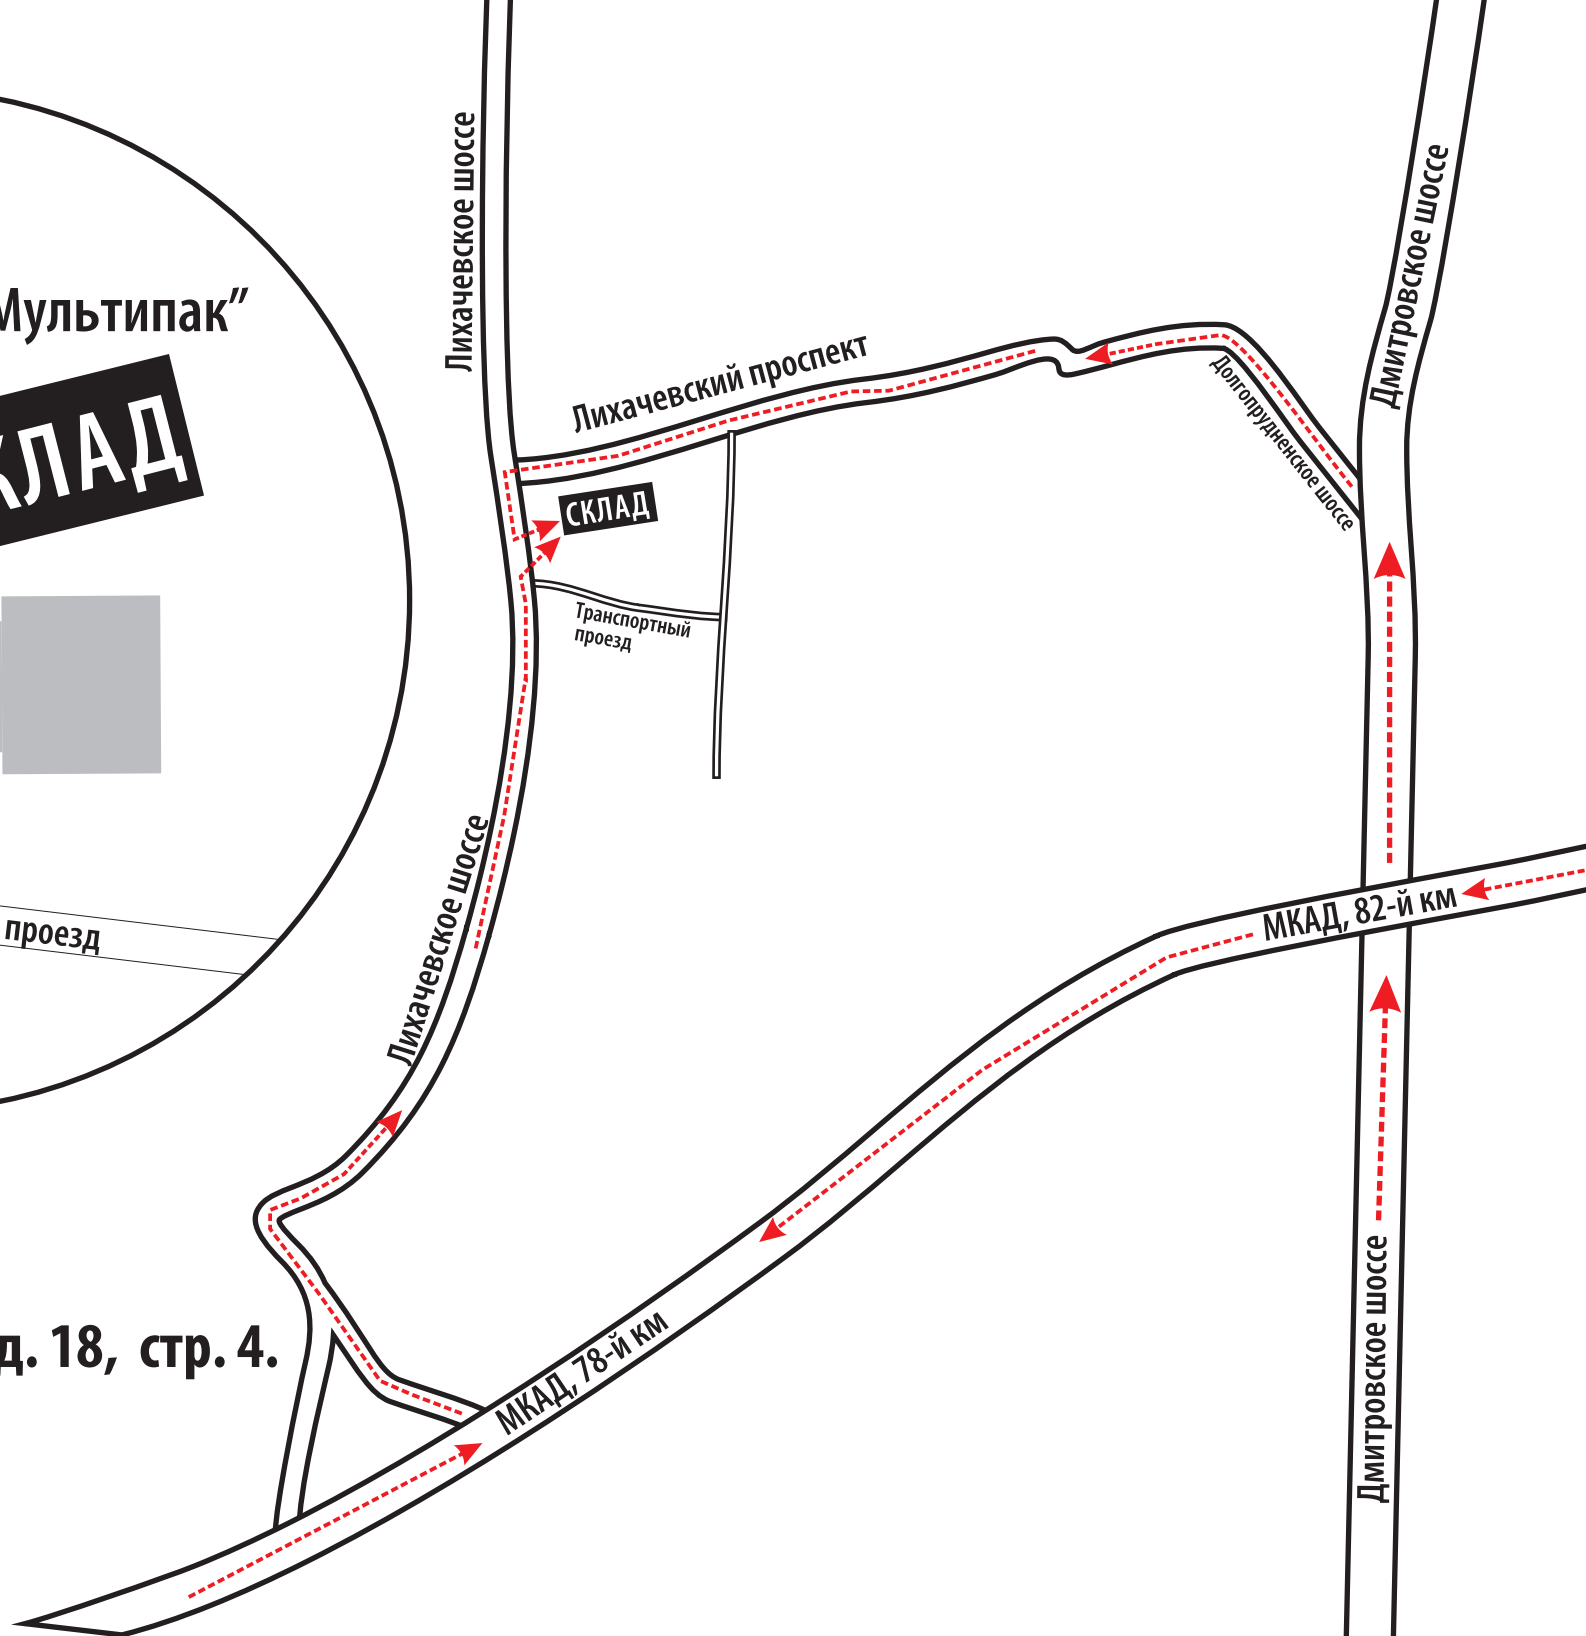 Лихачевское шоссе
Дмитровское шоссе
Мультипак”
Лихачевский проспект
Долгопрудненское шоссе
СКЛАД
СКЛАД
Транспортный
проезд
Лихачевское шоссе
МКАД, 82-й км
проезд
Дмитровское шоссе
МКАД, 78-й км
д. 18, стр. 4.